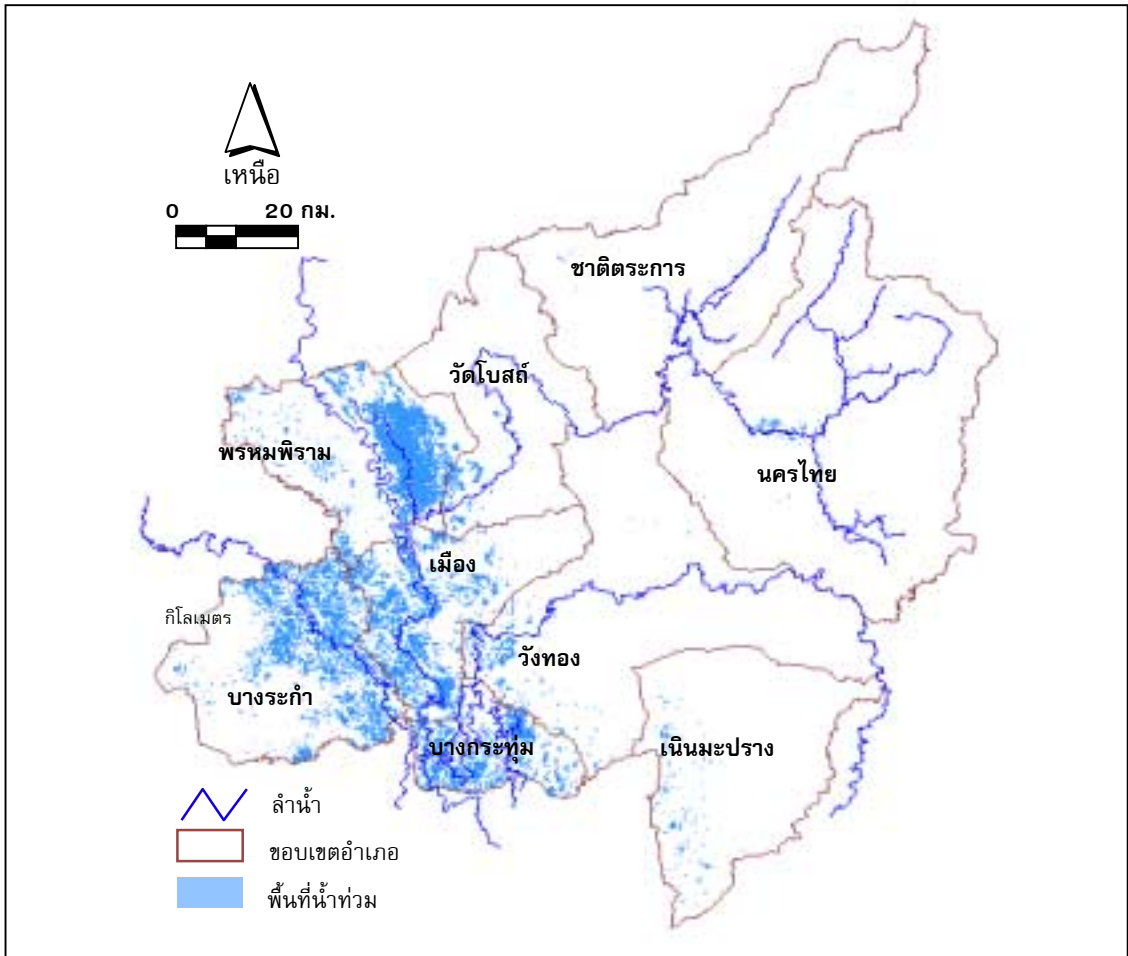 เหนือ
0 20 กม.
ชาติตระการ
วัดโบสถ์
พรหมพิราม
นครไทย
เมือง
กิโลเมตร
วังทอง
บางระกำ
บางกระทุ่ม
เนินมะปราง
ลำน้ำ
ขอบเขตอำเภอ
พื้นที่น้ำท่วม